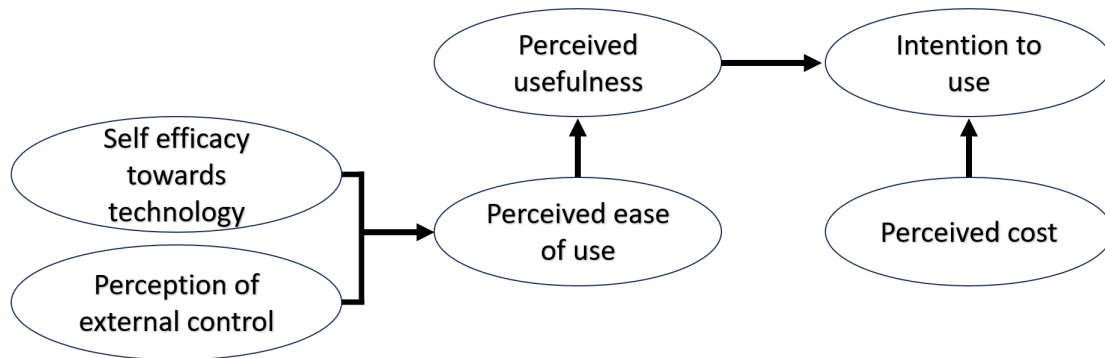 Perceived
usefulness
Intention to
use
Self efficacy
towards
technology
Perceived ease
of use
Perceived cost
Perception of
external control